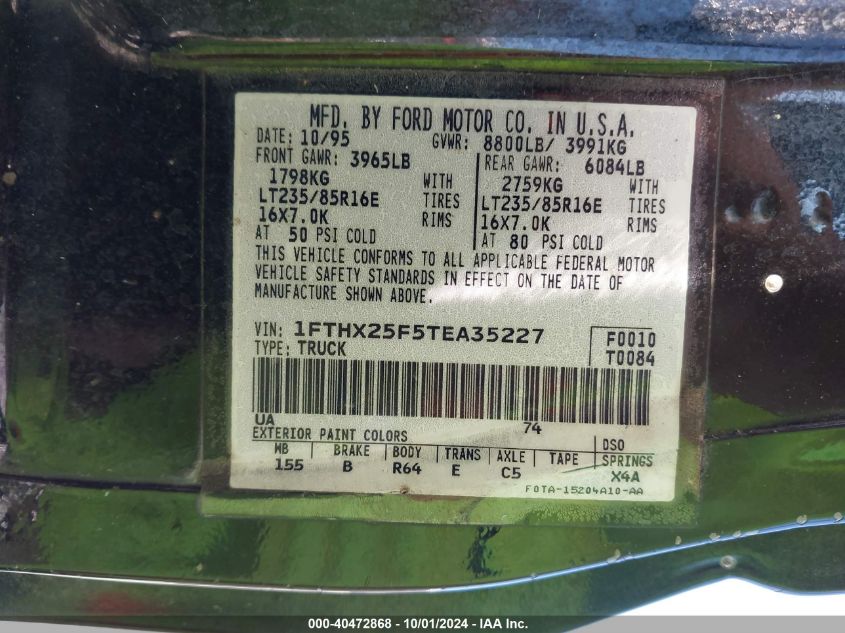 MFD. BY FORD MOTOR CO. IN U.S.A.
DATE: 10/95 GVWR: 8800LB/ 3991KG
FRONT GAWR: 3965LB REAR GAWR: 6084LB
1798KG WITH 2759KG WITH
LT235/85R16E TIRES LT235/85R16E TIRES
16X7.0K RIMS 16X7.0K RIMS
AT 50 PSI COLD AT 80 PSI COLD
THIS VEHICLE CONFORMS TO ALL APPLICABLE FEDERAL MOTOR
VEHICLE SAFETY STANDARDS IN EFFECT ON THE DATE OF
MANUFACTURE SHOWN ABOVE.
VIN: 1FTHX25F5TEA35227 F0010
TYPE: TRUCK T0084
UA 74
EXTERIOR PAINT COLORS DSO
WB BRAKE BODY TRANS AXLE TAPE SPRINGS
155 B R64 E C5 X4A
F0TA-15204A10-AA
000-40472868 - 10/01/2024 - IAA Inc.